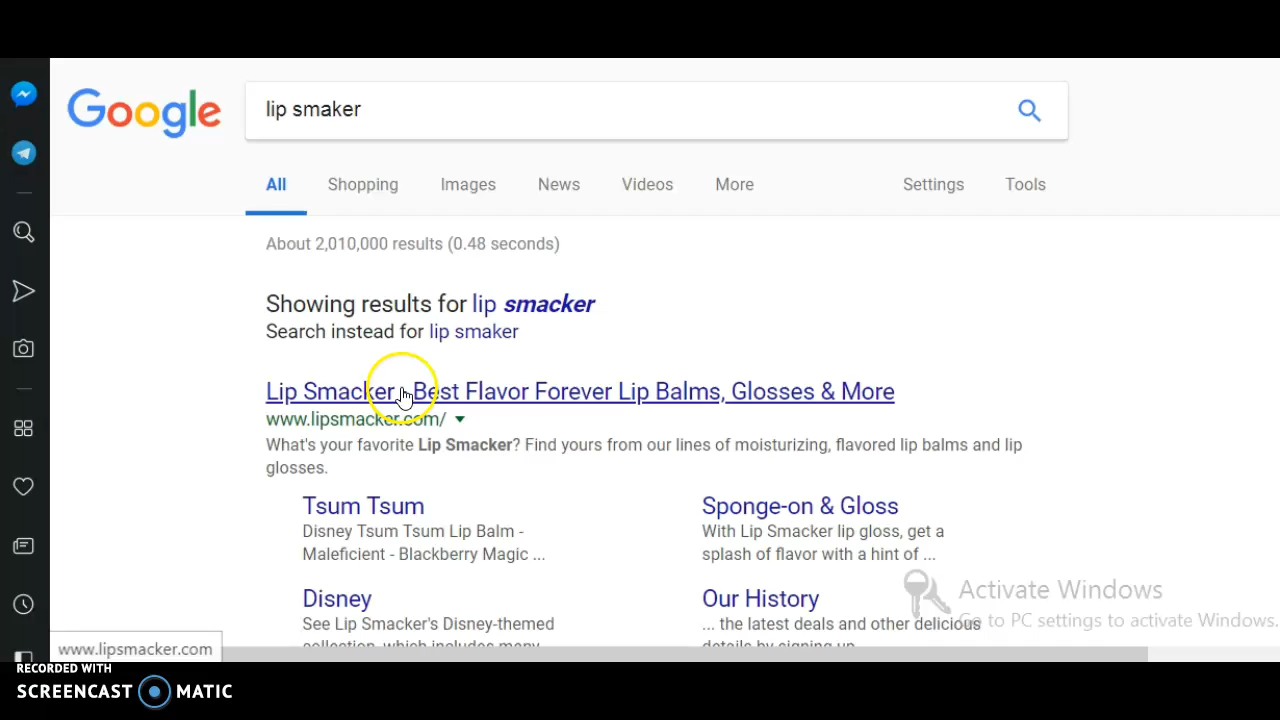 Google
lip smaker
All Shopping Images News Videos More Settings Tools
About 2,010,000 results (0.48 seconds)
Showing results for lip smacker
Search instead for lip smaker
Lip Smacker - Best Flavor Forever Lip Balms, Glosses & More
www.lipsmacker.com/
What's your favorite Lip Smacker? Find yours from our lines of moisturizing, flavored lip balms and lip
glosses.
Tsum Tsum
Disney Tsum Tsum Lip Balm -
Maleficient - Blackberry Magic ...
Sponge-on & Gloss
With Lip Smacker lip gloss, get a
splash of flavor with a hint of ...
Disney
See Lip Smacker's Disney-themed
collection, which includes many
Our History
... the latest deals and other delicious
details by signing up
Activate Windows
Go to PC settings to activate Windows.
www.lipsmacker.com
RECORDED WITH
SCREENCAST MATIC